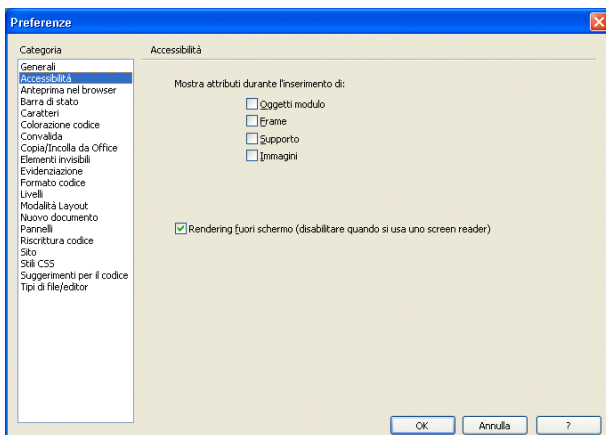 Preferenze
Categoria
Accessibilità
Generali
Accessibilità
Anteprima nel browser
Barra di stato
Caratteri
Colorazione codice
Convalida
Copia/Incolla da Office
Elementi invisibili
Evidenziazione
Formato codice
Livelli
Modalità Layout
Nuovo documento
Pannelli
Riscrittura codice
Sito
Stili CSS
Suggerimenti per il codice
Tipi di file/editor
Mostra attributi durante l'inserimento di:
Oggetti modulo
Frame
Supporto
Immagini
Rendering fuori schermo (disabilitare quando si usa uno screen reader)
OK Annulla ?